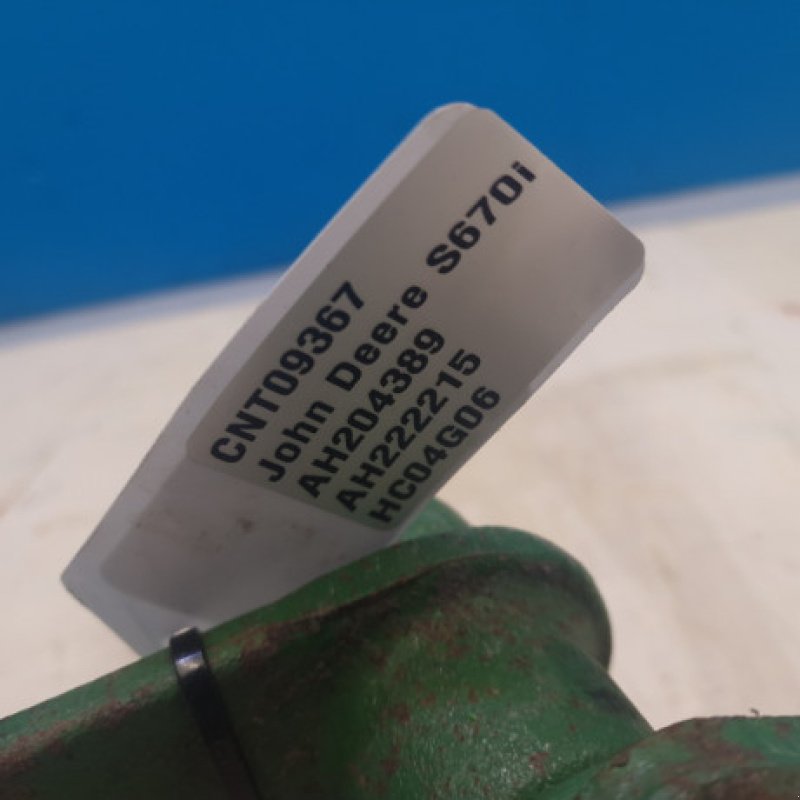 CNT09367
John Deere S670i
AH204389
AH222215
HC04G06